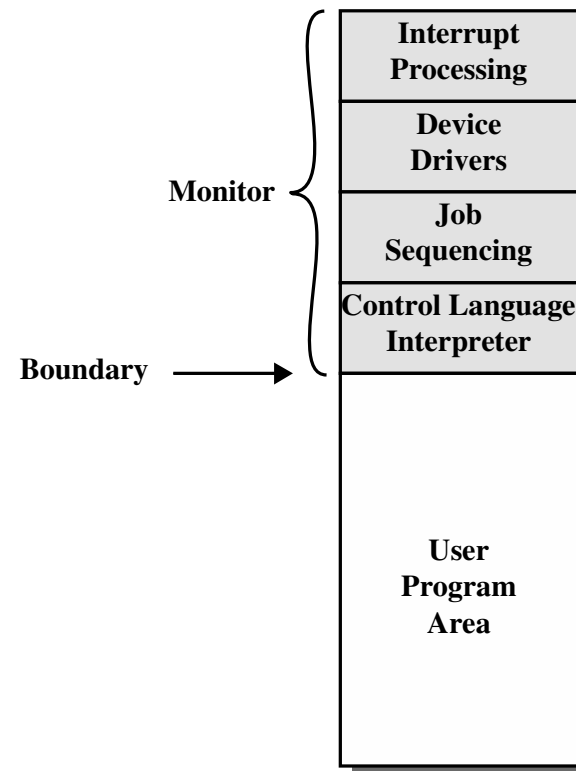 Interrupt
Processing
Device
Drivers
Monitor
Job
Sequencing
Control Language
Interpreter
Boundary
User
Program
Area